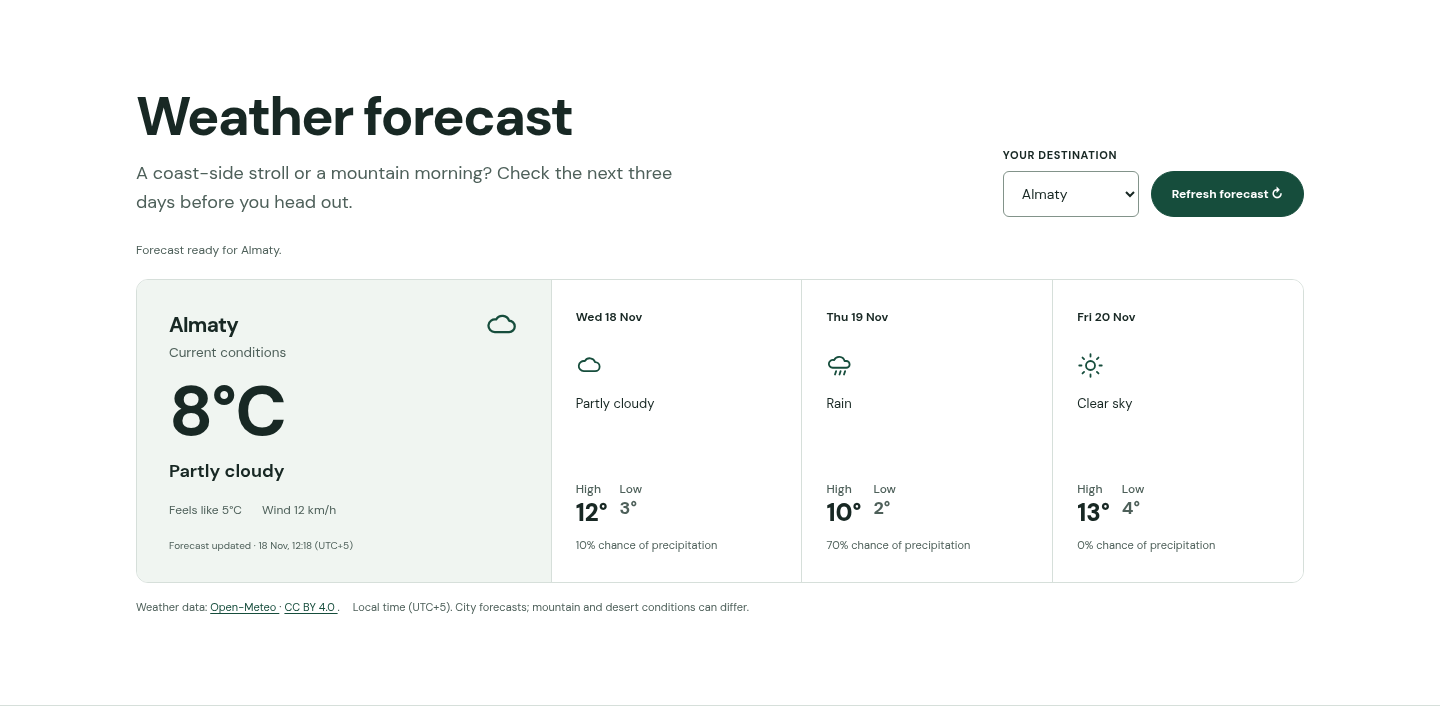 Weather forecast
A coast-side stroll or a mountain morning? Check the next three
days before you head out.
YOUR DESTINATION
Almaty
Refresh forecast ↻
Forecast ready for Almaty.
Almaty
Current conditions
8°C
Partly cloudy
Feels like 5°C Wind 12 km/h
Forecast updated · 18 Nov, 12:18 (UTC+5)
Wed 18 Nov
Partly cloudy
High Low
12° 3°
10% chance of precipitation
Thu 19 Nov
Rain
High Low
10° 2°
70% chance of precipitation
Fri 20 Nov
Clear sky
High Low
13° 4°
0% chance of precipitation
Weather data: Open-Meteo · CC BY 4.0 . Local time (UTC+5). City forecasts; mountain and desert conditions can differ.